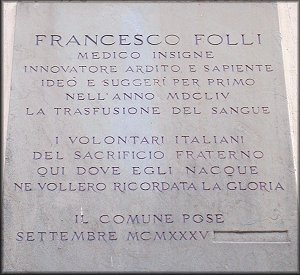 FRANCESCO FOLLI
MEDICO INSIGNE
INNOVATORE ARDITO E SAPIENTE
IDEÒ E SUGGERÌ PER PRIMO
NELL'ANNO MDCLIV
LA TRASFUSIONE DEL SANGUE
I VOLONTARI ITALIANI
DEL SACRIFICIO FRATERNO
QUI DOVE EGLI NACQUE
NE VOLLERO RICORDATA LA GLORIA
IL COMUNE POSE
SETTEMBRE MCMXXXV